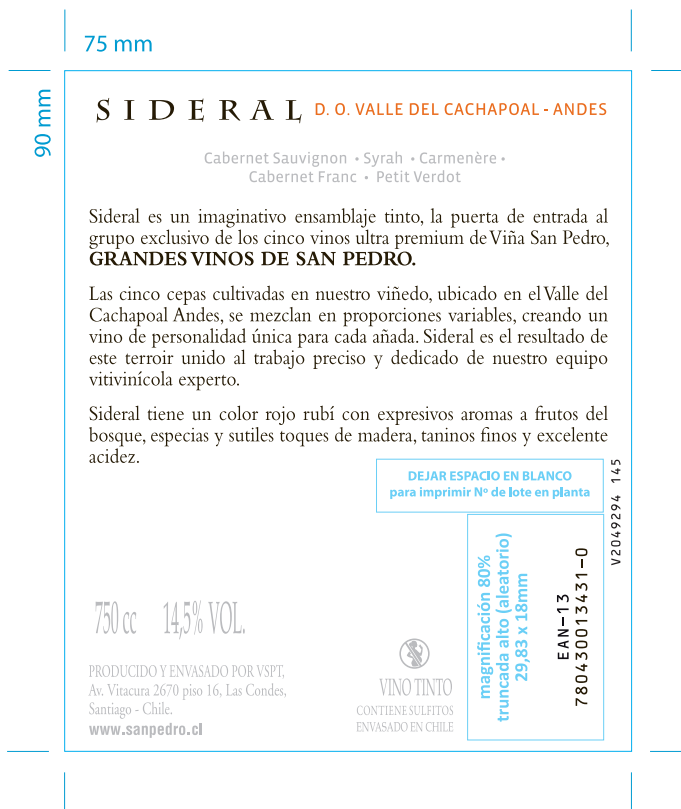 75 mm
90 mm
SIDERAL D. O. VALLE DEL CACHAPOAL - ANDES
Cabernet Sauvignon • Syrah • Carmenère •
Cabernet Franc • Petit Verdot
Sideral es un imaginativo ensamblaje tinto, la puerta de entrada al
grupo exclusivo de los cinco vinos ultra premium de Viña San Pedro,
GRANDES VINOS DE SAN PEDRO.
Las cinco cepas cultivadas en nuestro viñedo, ubicado en el Valle del
Cachapoal Andes, se mezclan en proporciones variables, creando un
vino de personalidad única para cada añada. Sideral es el resultado de
este terroir unido al trabajo preciso y dedicado de nuestro equipo
vitivinícola experto.
Sideral tiene un color rojo rubí con expresivos aromas a frutos del
bosque, especias y sutiles toques de madera, taninos finos y excelente
acidez.
DEJAR ESPACIO EN BLANCO
para imprimir Nº de lote en planta
V2049294 145
magnificación 80%
truncada alto (aleatorio)
29,83 x 18mm
EAN-13
780430013431-0
750 cc 14,5% VOL.
PRODUCIDO Y ENVASADO POR VSPT,
Av. Vitacura 2670 piso 16, Las Condes,
Santiago - Chile.
www.sanpedro.cl
VINO TINTO
CONTIENE SULFITOS
ENVASADO EN CHILE